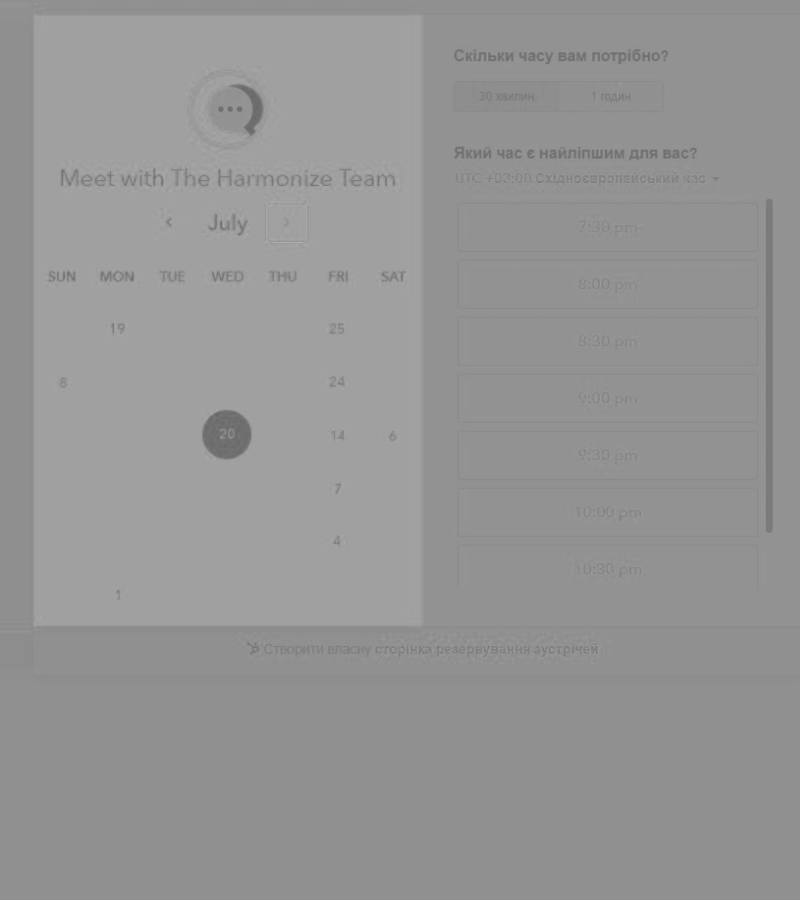 Meet with The Harmonize Team
July
SUN MON TUE WED THU FRI SAT
19 25
8 24
20 14 6
7
4
1
Скільки часу вам потрібно?
30 хвилин 1 годин
Який час є найліпшим для вас?
UTC +03:00 Східноєвропейський час
7:30 pm
8:00 pm
8:30 pm
9:00 pm
9:30 pm
10:00 pm
10:30 pm
Створити власну сторінка резервування зустрічей